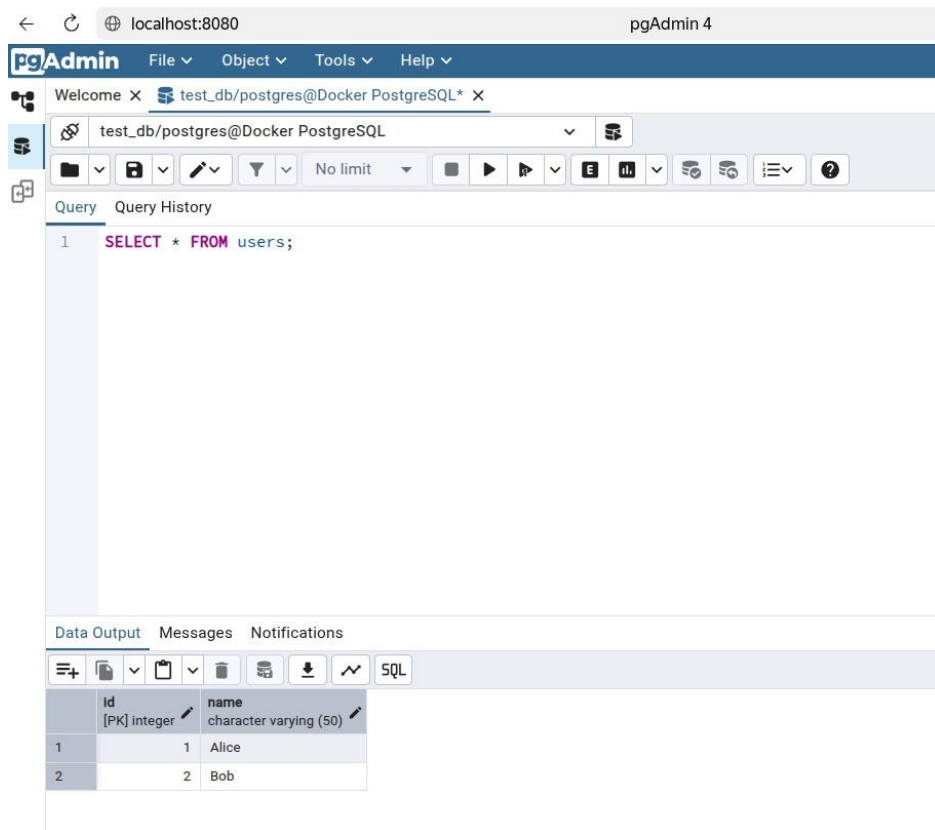 localhost:8080 pgAdmin 4
pgAdmin File Object Tools Help
Welcome test_db/postgres@Docker PostgreSQL*
test_db/postgres@Docker PostgreSQL
No limit E
Query Query History
1 SELECT * FROM users;
Data Output Messages Notifications
SQL
id name
[PK] integer character varying (50)
1 1 Alice
2 2 Bob